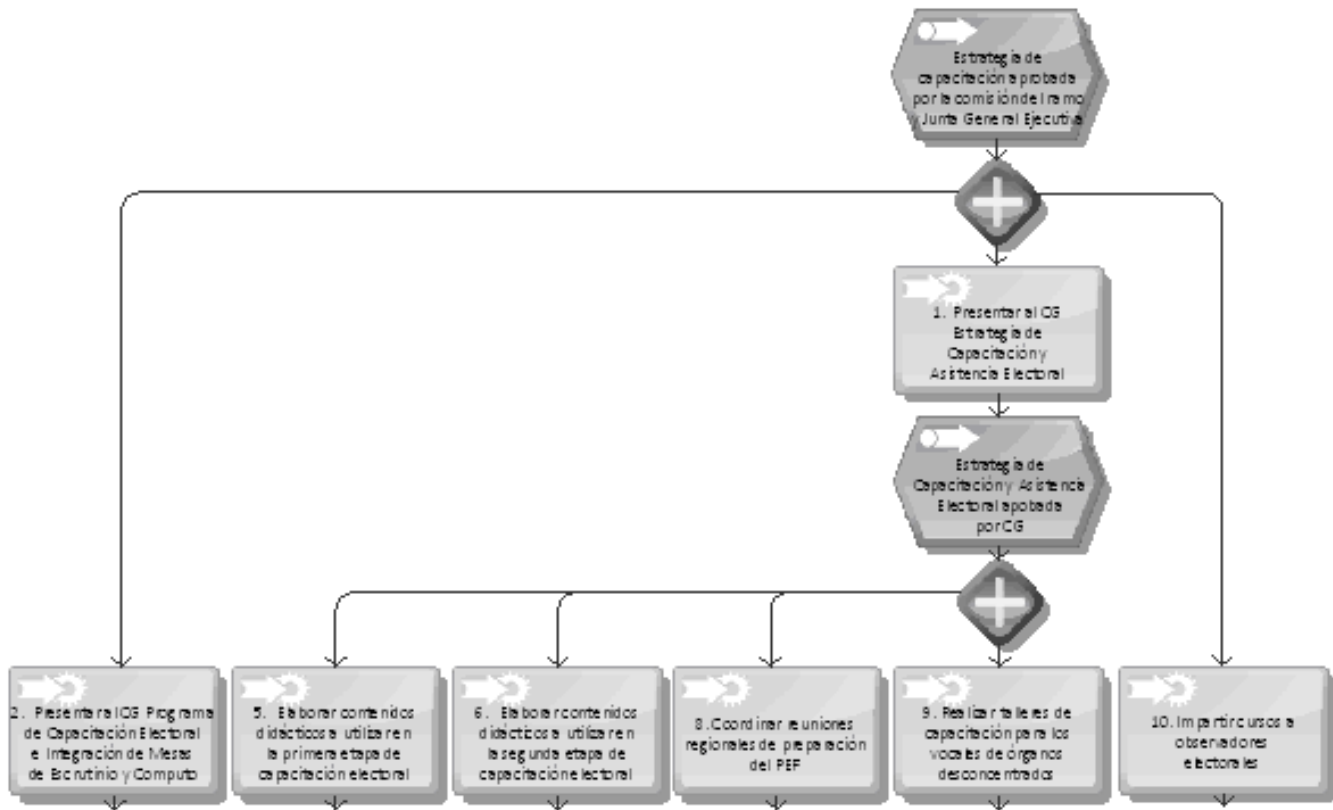 Estrategia de
capacitación aprobada
por la comisión del ramo
y Junta General Ejecutiva
1. Presentar al CG
Estrategia de
Capacitación y
Asistencia Electoral
Estrategia de
Capacitación y Asistencia
Electoral apobada
por CG
2. Presentar al CG Programa
de Capacitación Electoral
e Integración de Mesas
de Escrutinio y Computo
5. Elaborar contenidos
didácticos a utilizar en
la primera etapa de
capacitación electoral
6. Elaborar contenidos
didácticos a utilizar en
la segunda etapa de
capacitación electoral
8. Coordinar reuniones
regionales de preparación
del PEF
9. Realizar talleres de
capacitación para los
vocales de órganos
desconcentrados
10. Impartir cursos a
observadores
electorales